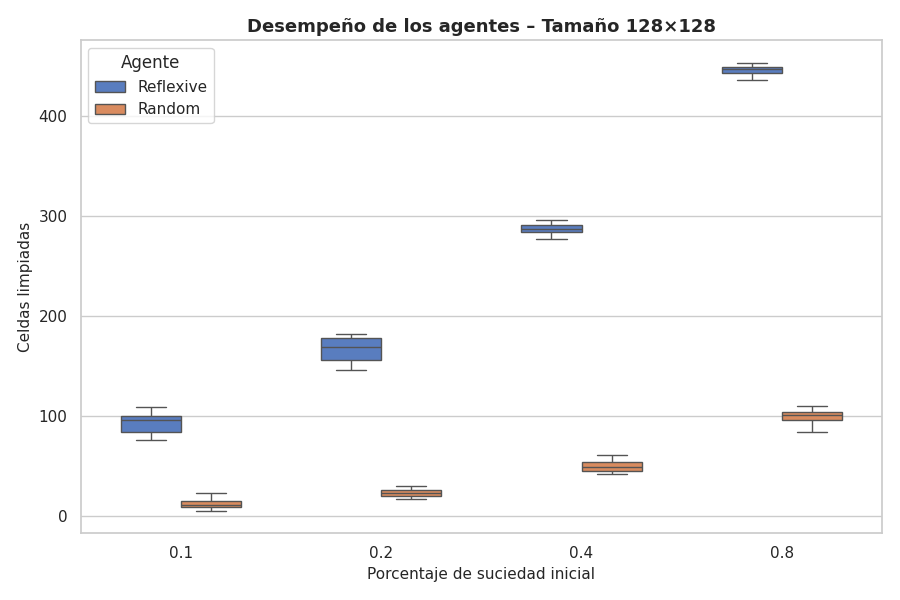 Desempeño de los agentes – Tamaño 128×128
Agente
Reflexive
Random
Celdas limpiadas
400
300
200
100
0
0.1 0.2 0.4 0.8
Porcentaje de suciedad inicial